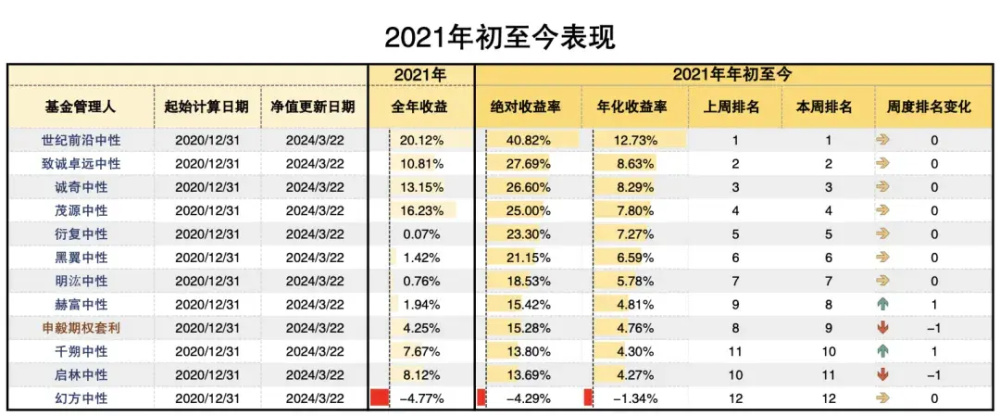 2021年初至今表现
2021年 2021年年初至今
基金管理人 起始计算日期 净值更新日期 全年收益 绝对收益率 年化收益率 上周排名 本周排名 周度排名变化
世纪前沿中性 2020/12/31 2024/3/22 20.12% 40.82% 12.73% 1 1 0
致诚卓远中性 2020/12/31 2024/3/22 10.81% 27.69% 8.63% 2 2 0
诚奇中性 2020/12/31 2024/3/22 13.15% 26.60% 8.29% 3 3 0
茂源中性 2020/12/31 2024/3/22 16.23% 25.00% 7.80% 4 4 0
衍复中性 2020/12/31 2024/3/22 0.07% 23.30% 7.27% 5 5 0
黑翼中性 2020/12/31 2024/3/22 1.42% 21.15% 6.59% 6 6 0
明汯中性 2020/12/31 2024/3/22 0.76% 18.53% 5.78% 7 7 0
赫富中性 2020/12/31 2024/3/22 1.94% 15.42% 4.81% 9 8 1
申毅期权套利 2020/12/31 2024/3/22 4.25% 15.28% 4.76% 8 9 -1
千朔中性 2020/12/31 2024/3/22 7.67% 13.80% 4.30% 11 10 1
启林中性 2020/12/31 2024/3/22 8.12% 13.69% 4.27% 10 11 -1
幻方中性 2020/12/31 2024/3/22 -4.77% -4.29% -1.34% 12 12 0